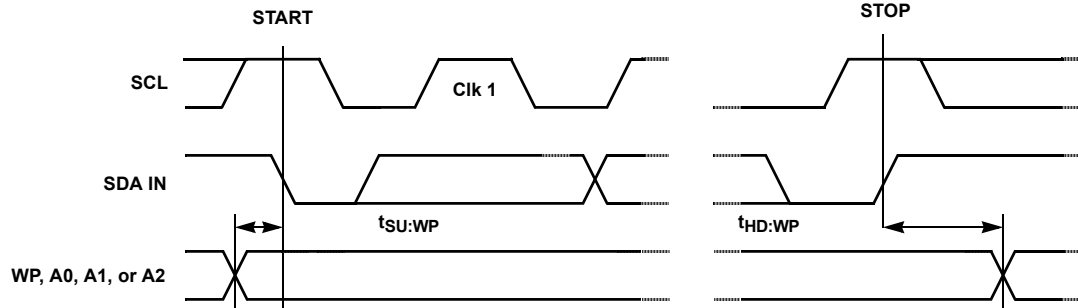 START
STOP
SCL
Clk 1
SDA IN
tSU:WP
tHD:WP
WP, A0, A1, or A2